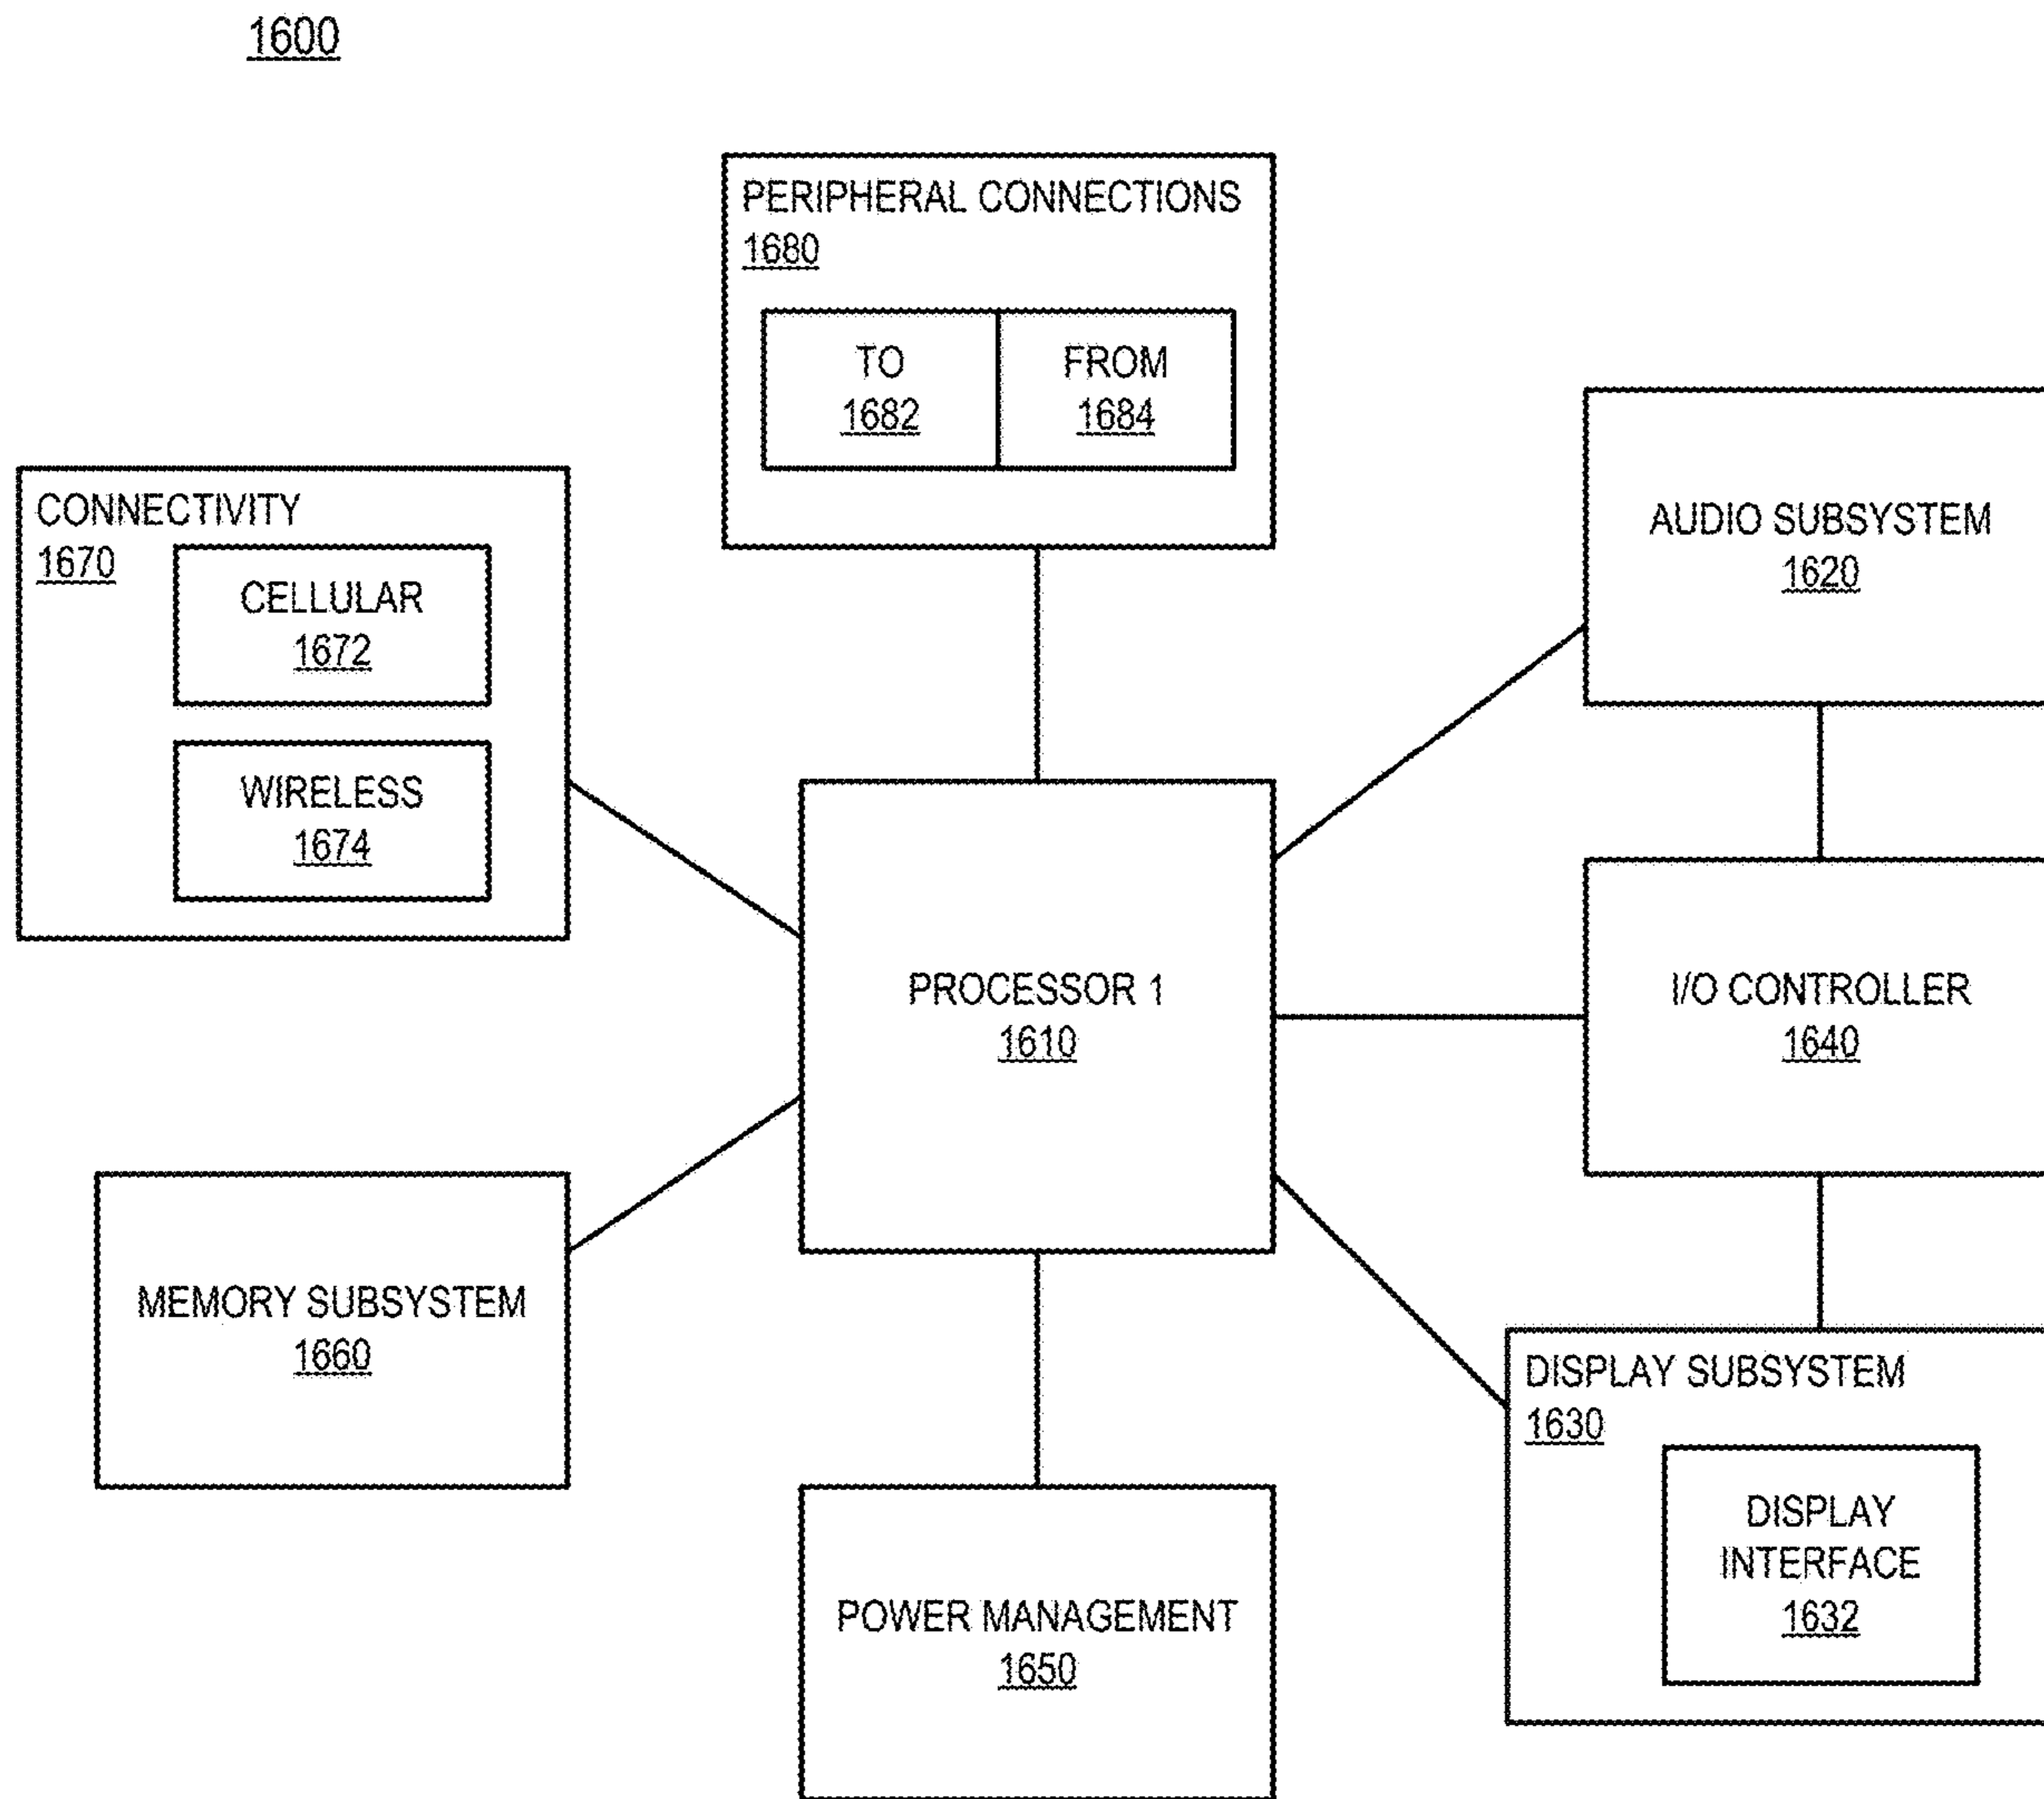 1600
PERIPHERAL CONNECTIONS
1680
TO
1682
FROM
1684
CONNECTIVITY
1670
CELLULAR
1672
WIRELESS
1674
AUDIO SUBSYSTEM
1620
PROCESSOR 1
1610
I/O CONTROLLER
1640
MEMORY SUBSYSTEM
1660
POWER MANAGEMENT
1650
DISPLAY SUBSYSTEM
1630
DISPLAY
INTERFACE
1632